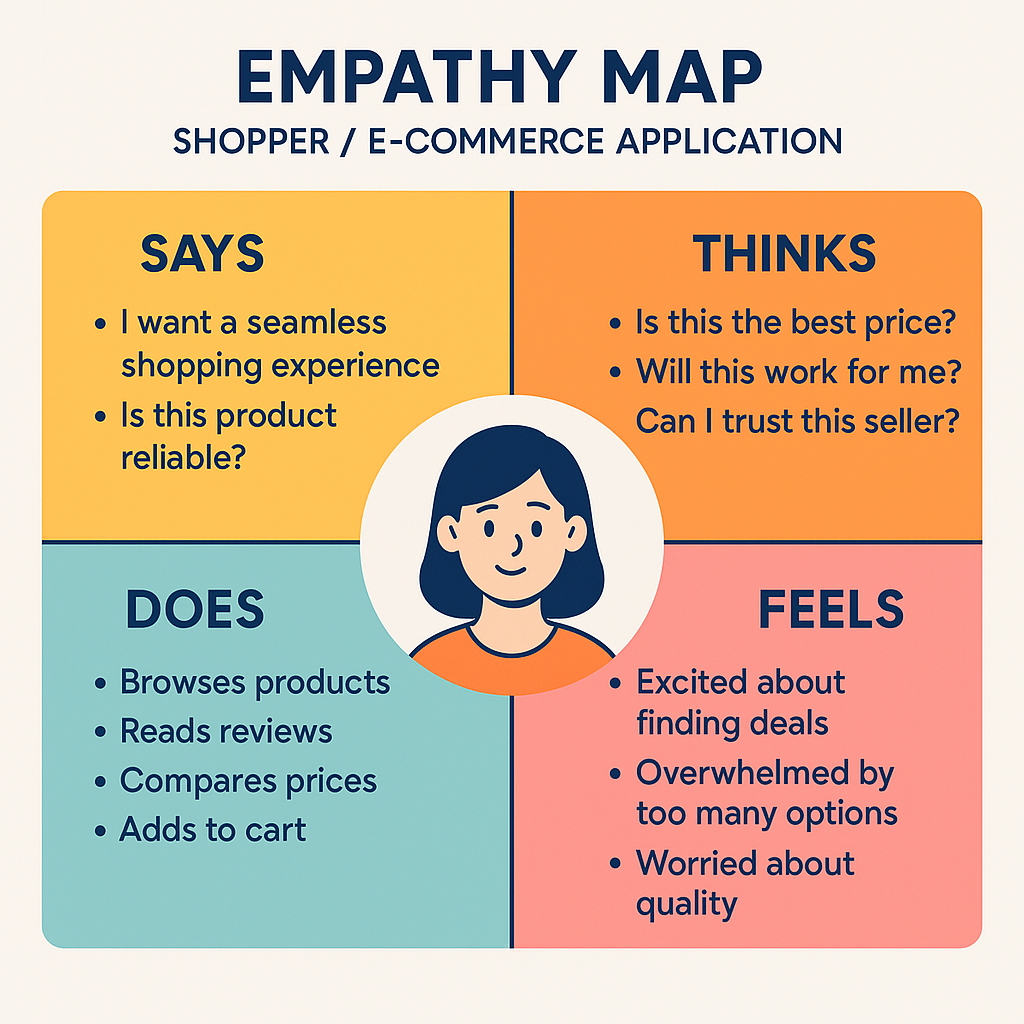 EMPATHY MAP
SHOPPER / E-COMMERCE APPLICATION
SAYS
• I want a seamless
shopping experience
• Is this product
reliable?
THINKS
• Is this the best price?
• Will this work for me?
Can I trust this seller?
DOES
• Browses products
• Reads reviews
• Compares prices
• Adds to cart
FEELS
• Excited about
finding deals
• Overwhelmed by
too many options
• Worried about
quality